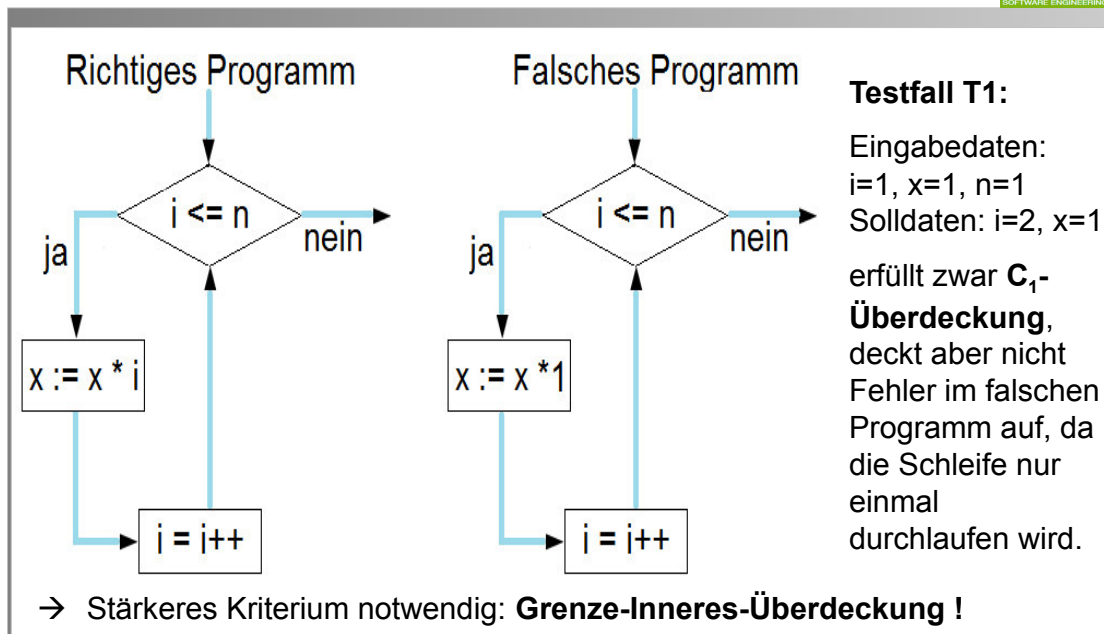 SOFTWARE ENGINEERING
Richtiges Programm
i <= n
ja
nein
x := x * i
i = i++
Falsches Programm
i <= n
ja
nein
x := x *1
i = i++
Testfall T1:
Eingabedaten:
i=1, x=1, n=1
Solldaten: i=2, x=1
erfüllt zwar C₁-
Überdeckung,
deckt aber nicht
Fehler im falschen
Programm auf, da
die Schleife nur
einmal
durchlaufen wird.
→ Stärkeres Kriterium notwendig: Grenze-Inneres-Überdeckung !